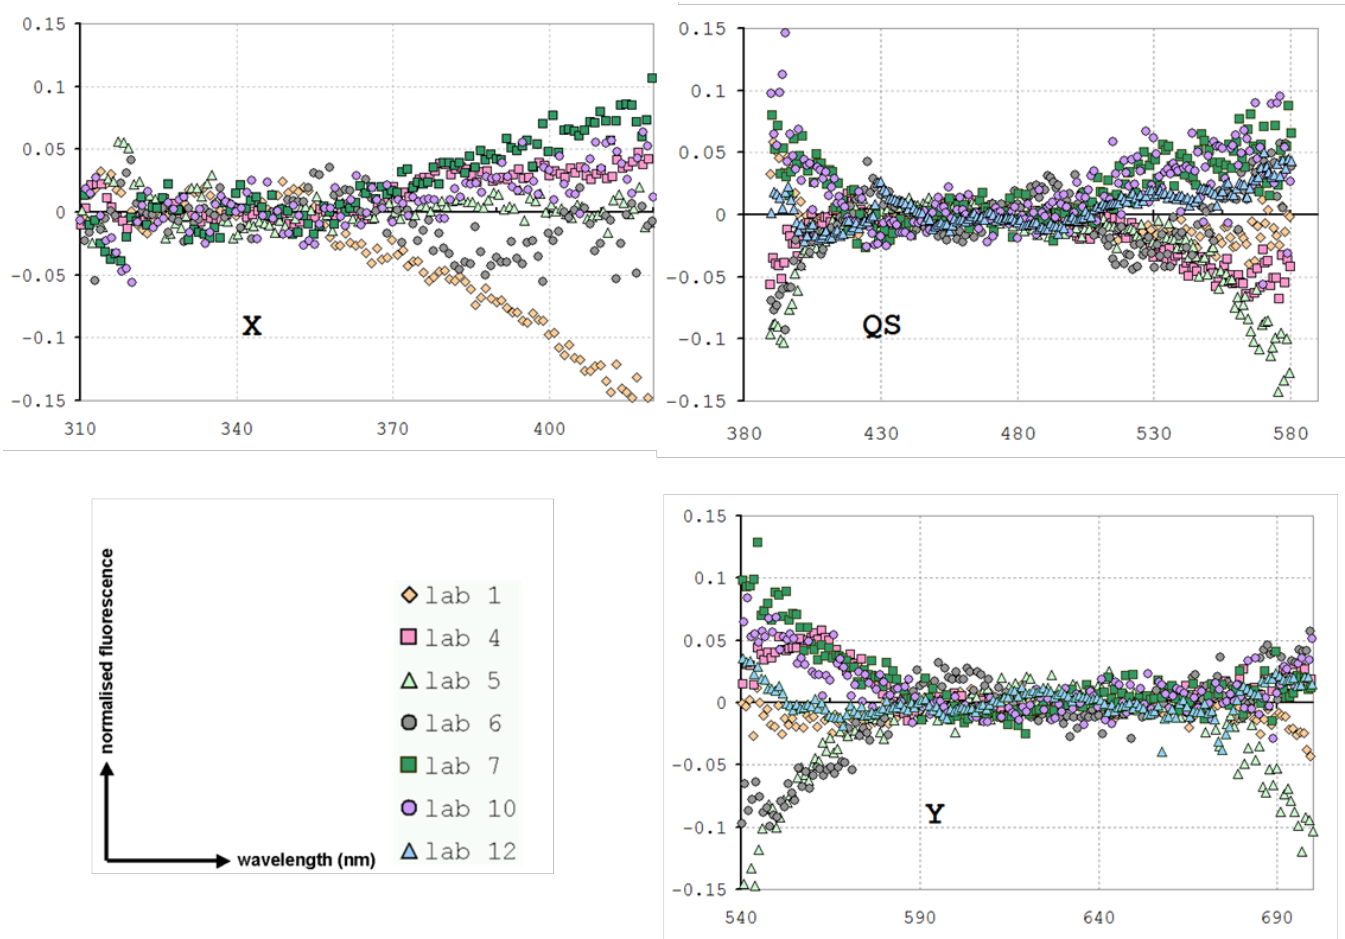 0.15
0.1
0.05
0
-0.05
-0.1
-0.15
310 340 370 400
X
0.15
0.1
0.05
0
-0.05
-0.1
-0.15
380 430 480 530 580
QS
normalised fluorescence
wavelength (nm)
lab 1
lab 4
lab 5
lab 6
lab 7
lab 10
lab 12
0.15
0.1
0.05
0
-0.05
-0.1
-0.15
540 590 640 690
Y